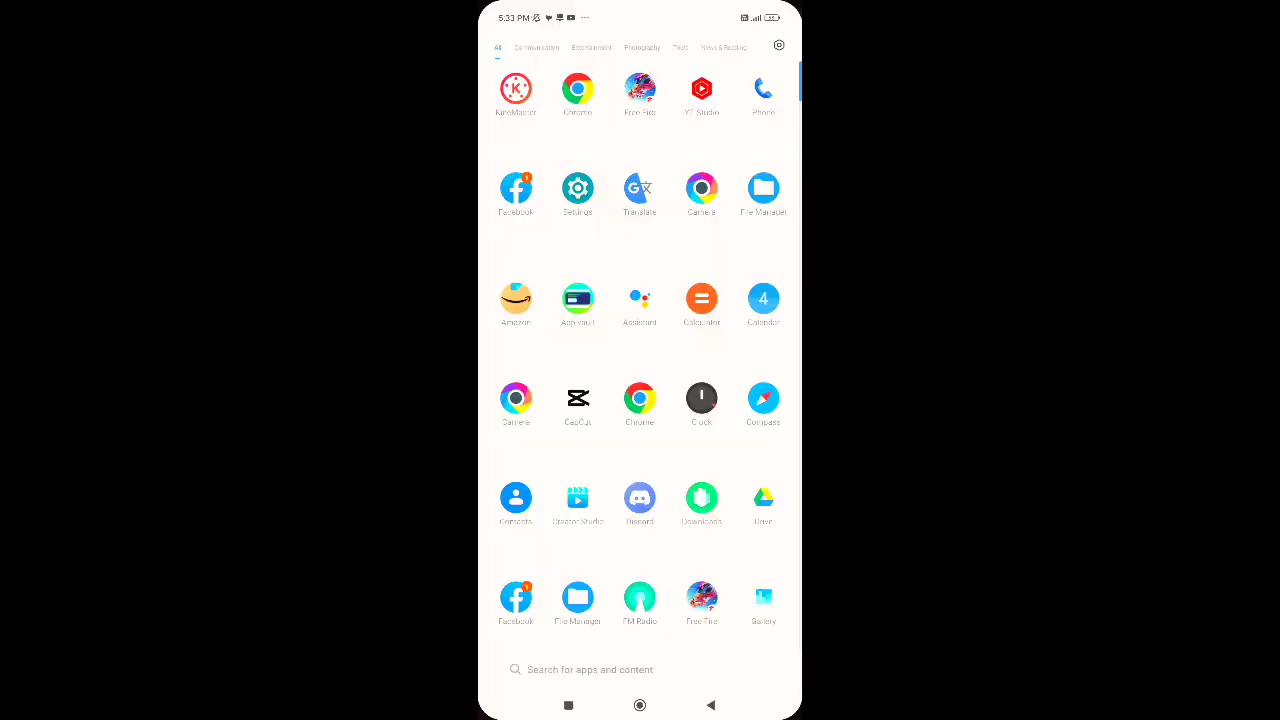 5:33 PM
All Communication Entertainment Photography Tools News & Reading
KineMaster Chrome Free Fire YT Studio Phone
Facebook Settings Translate Camera File Manager
4
Amazon App vault Assistant Calculator Calendar
Camera CapCut Chrome Clock Compass
Contacts Creator Studio Discord Downloads Drive
Facebook File Manager FM Radio Free Fire Gallery
Search for apps and content